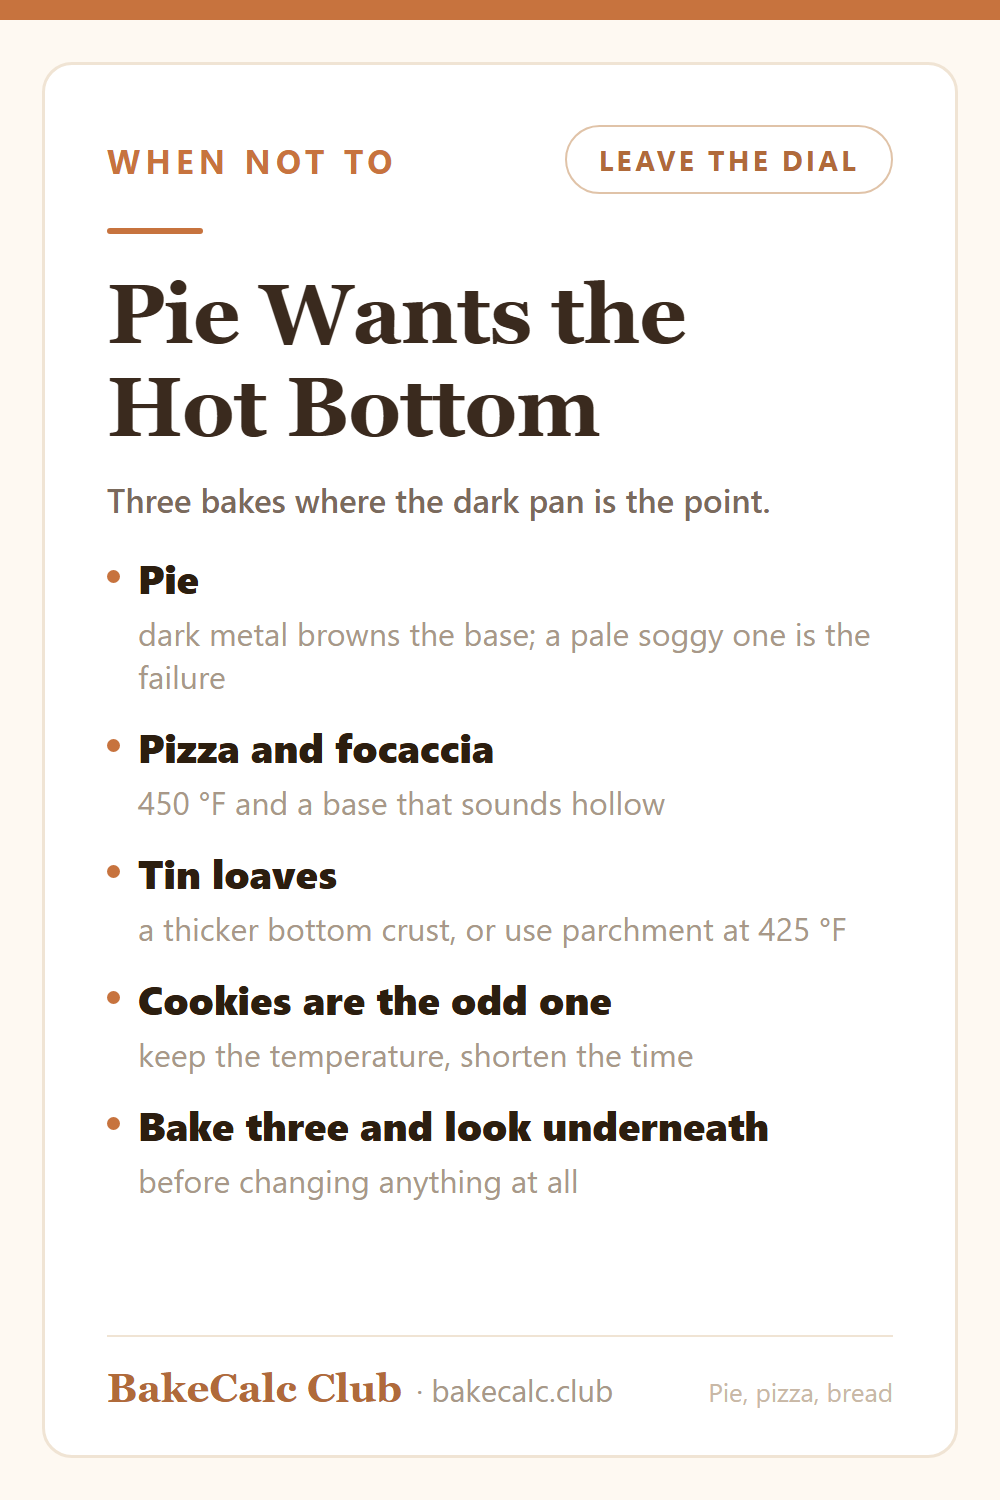 WHEN NOT TO
LEAVE THE DIAL
Pie Wants the
Hot Bottom
Three bakes where the dark pan is the point.
Pie
dark metal browns the base; a pale soggy one is the
failure
Pizza and focaccia
450 °F and a base that sounds hollow
Tin loaves
a thicker bottom crust, or use parchment at 425 °F
Cookies are the odd one
keep the temperature, shorten the time
Bake three and look underneath
before changing anything at all
BakeCalc Club · bakecalc.club
Pie, pizza, bread